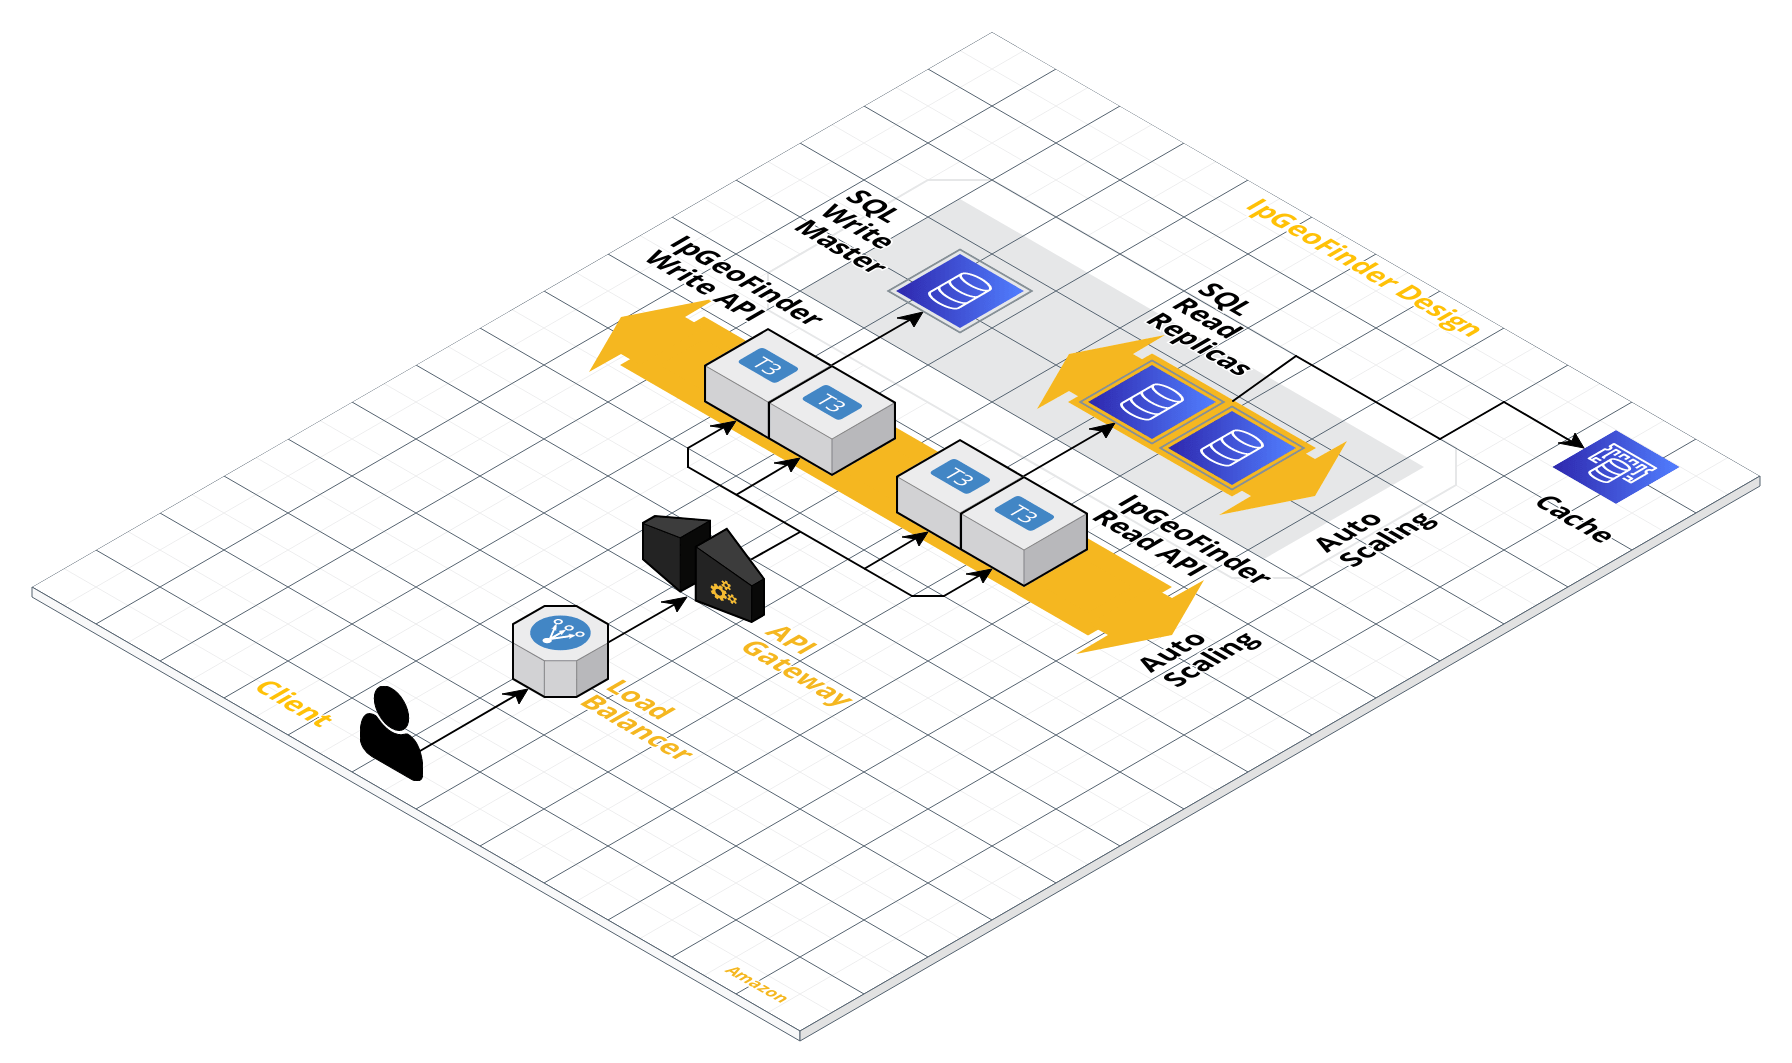 IpGeoFinder Design
SQL
Write
Master
IpGeoFinder
Write API
SQL
Read
Replicas
T3
T3
T3
T3
IpGeoFinder
Read API
Auto
Scaling
Cache
Auto
Scaling
API
Gateway
Load
Balancer
Client
Amazon